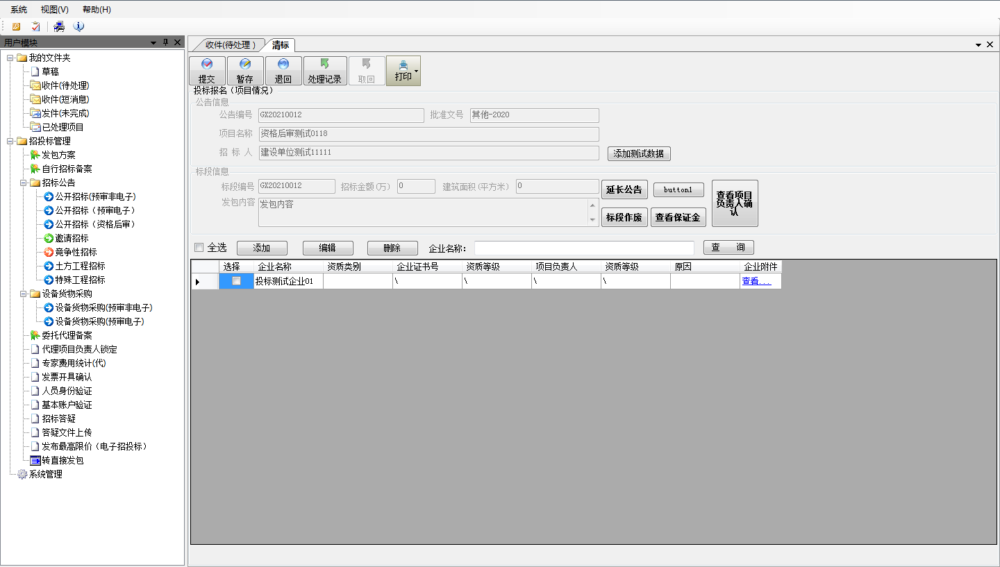 系统 视图(V) 帮助(H)
用户模块
我的文件夹
草稿
收件(待处理)
收件(短消息)
发件(未完成)
已处理项目
招投标管理
发包方案
自行招标备案
招标公告
公开招标(预审非电子)
公开招标（预审电子）
公开招标（资格后审）
邀请招标
竞争性招标
土方工程招标
特殊工程招标
设备货物采购
设备货物采购(预审非电子)
设备货物采购(预审电子)
委托代理备案
代理项目负责人锁定
专家费用统计(代)
发票开具确认
人员身份验证
基本账户验证
招标答疑
答疑文件上传
发布最高限价（电子招投标）
转直接发包
系统管理
收件(待处理 ) 清标
提交 暂存 退回 处理记录 取回 打印
投标报名（项目情况）
公告信息
公告编号 GX20210012 批准文号 其他-2020
项目名称 资格后审测试0118
招 标 人 建设单位测试11111 添加测试数据
标段信息
标段编号 GX20210012 招标金额(万) 0 建筑面积(平方米) 0 延长公告 button1
发包内容 发包内容 标段作废 查看保证金
查看项目
负责人确
认
全选 添加 编辑 删除 企业名称： 查 询
选择 企业名称 资质类别 企业证书号 资质等级 项目负责人 资质等级 原因 企业附件
投标测试企业01 \ \ \ \ 查看...